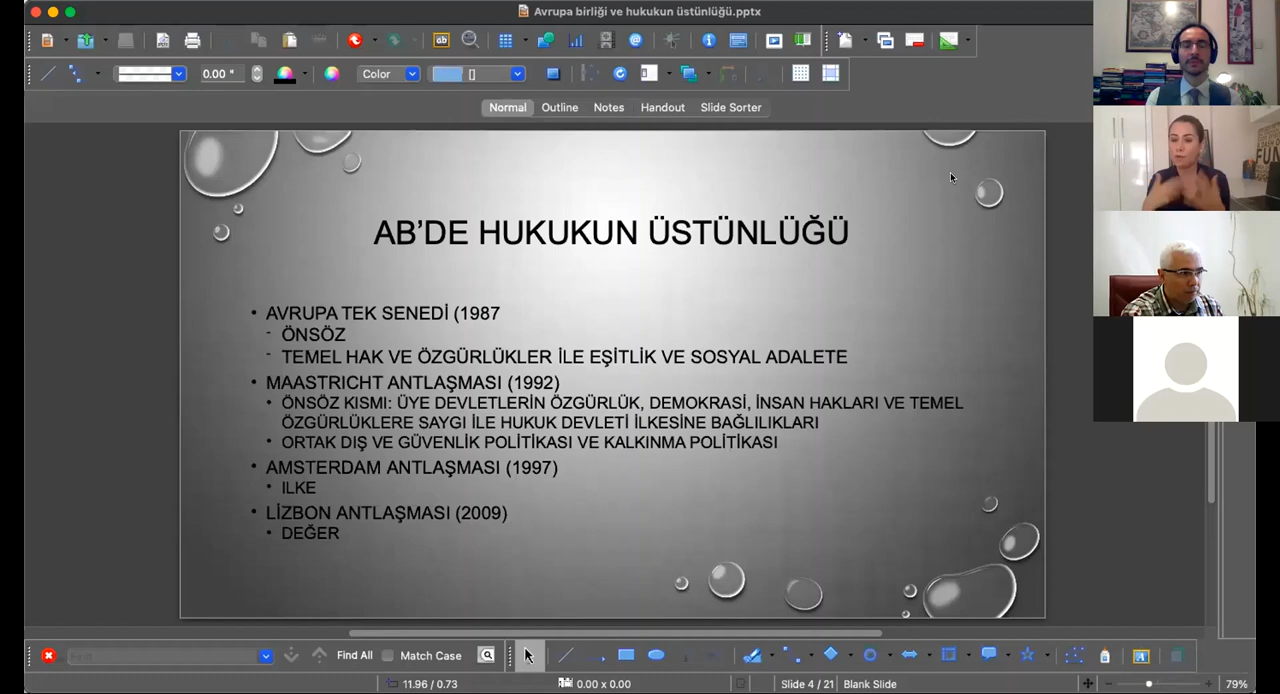 Avrupa birliği ve hukukun üstünlüğü.pptx
0.00 "
Color
[]
Normal
Outline
Notes
Handout
Slide Sorter
AB’DE HUKUKUN ÜSTÜNLÜĞÜ
• AVRUPA TEK SENEDİ (1987
- ÖNSÖZ
- TEMEL HAK VE ÖZGÜRLÜKLER İLE EŞİTLİK VE SOSYAL ADALETE
• MAASTRICHT ANTLAŞMASI (1992)
• ÖNSÖZ KISMI: ÜYE DEVLETLERİN ÖZGÜRLÜK, DEMOKRASİ, İNSAN HAKLARI VE TEMEL
ÖZGÜRLÜKLERE SAYGI İLE HUKUK DEVLETİ İLKESİNE BAĞLILIKLARI
• ORTAK DIŞ VE GÜVENLİK POLİTİKASI VE KALKINMA POLİTİKASI
• AMSTERDAM ANTLAŞMASI (1997)
• ILKE
• LİZBON ANTLAŞMASI (2009)
• DEĞER
Find
Find All
Match Case
11.96 / 0.73
0.00 x 0.00
Slide 4 / 21
Blank Slide
79%
FUN